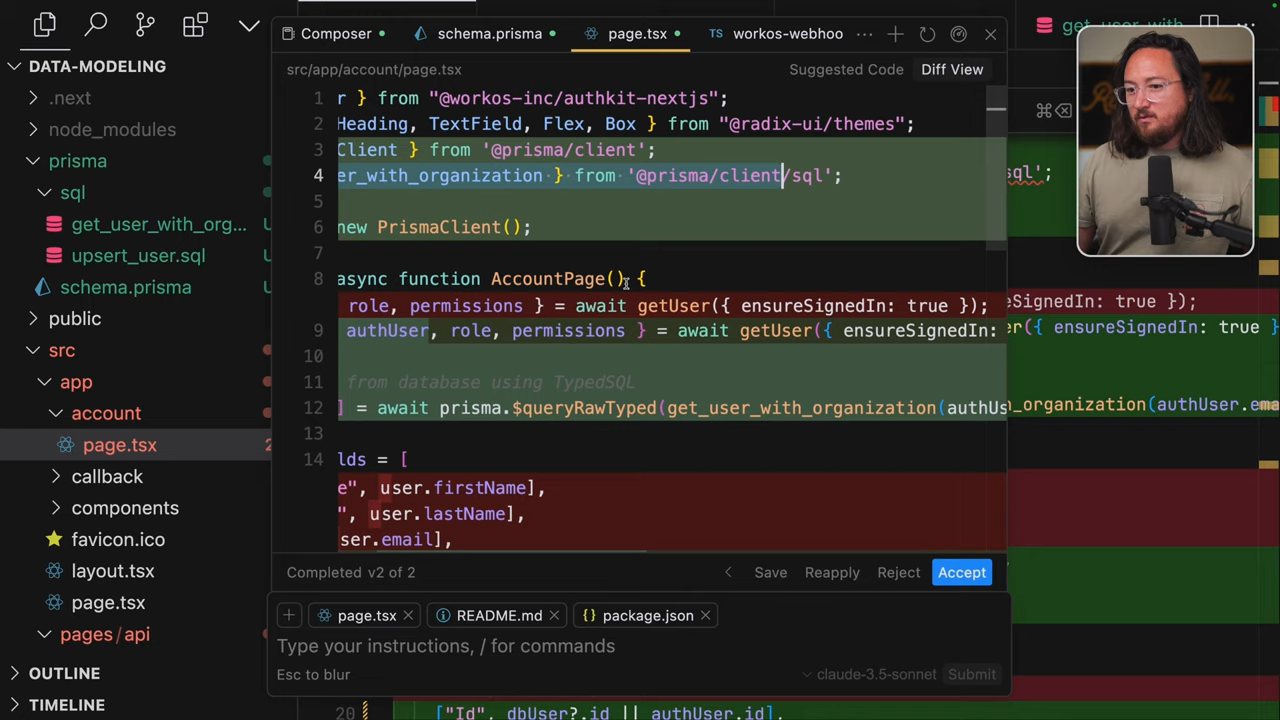 get_user_with
Composer
schema.prisma
page.tsx
TS workos-webhoo
DATA-MODELING
src/app/account/page.tsx
Suggested Code
Diff View
.next
node_modules
prisma
sql
get_user_with_org...
upsert_user.sql
schema.prisma
public
src
app
account
page.tsx
2
callback
components
favicon.ico
layout.tsx
page.tsx
pages/api
OUTLINE
TIMELINE
1 r } from "@workos-inc/authkit-nextjs";
2 Heading, TextField, Flex, Box } from "@radix-ui/themes";
3 Client } from '@prisma/client';
4 er_with_organization } from '@prisma/client/sql';
5
6 new PrismaClient();
7
8 async function AccountPage() {
role, permissions } = await getUser({ ensureSignedIn: true });
9 authUser, role, permissions } = await getUser({ ensureSignedIn:
10
11 from database using TypedSQL
12 ] = await prisma.$queryRawTyped(get_user_with_organization(authUs
13
14 lds = [
e", user.firstName],
", user.lastName],
ser.email],
⌘⌫
sql';
eSignedIn: true });
er({ ensureSignedIn: true }
h_organization(authUser.ema
Completed v2 of 2
Save
Reapply
Reject
Accept
page.tsx
README.md
{} package.json
Type your instructions, / for commands
Esc to blur
claude-3.5-sonnet
Submit
20 ["Id", dbUser?.id || authUser.id],